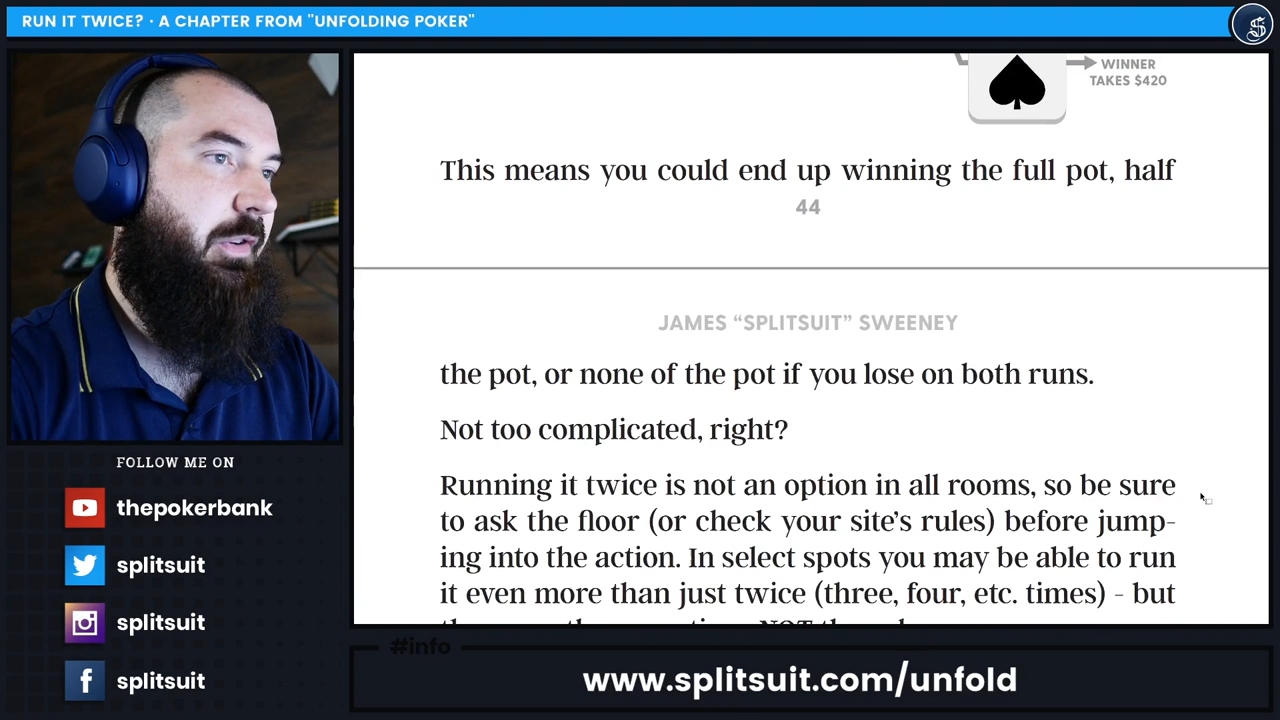 RUN IT TWICE? · A CHAPTER FROM "UNFOLDING POKER"
S
WINNER
TAKES $420
This means you could end up winning the full pot, half
44
JAMES “SPLITSUIT” SWEENEY
the pot, or none of the pot if you lose on both runs.
Not too complicated, right?
Running it twice is not an option in all rooms, so be sure
to ask the floor (or check your site’s rules) before jump-
ing into the action. In select spots you may be able to run
it even more than just twice (three, four, etc. times) - but
FOLLOW ME ON
thepokerbank
splitsuit
splitsuit
f splitsuit
#info
www.splitsuit.com/unfold